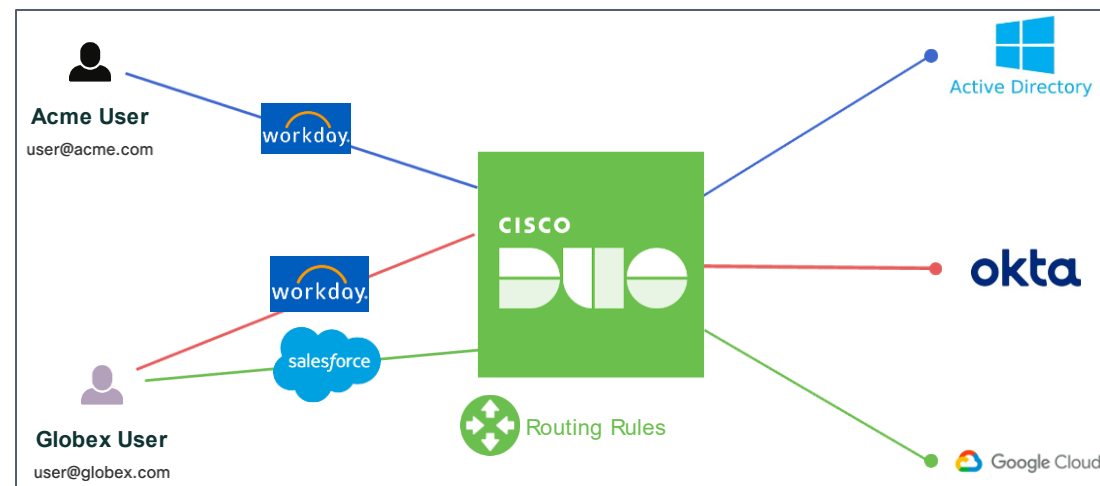 Acme User
user@acme.com
workday.
Active Directory
CISCO
DUO
workday.
okta
salesforce
Globex User
user@globex.com
Routing Rules
Google Cloud